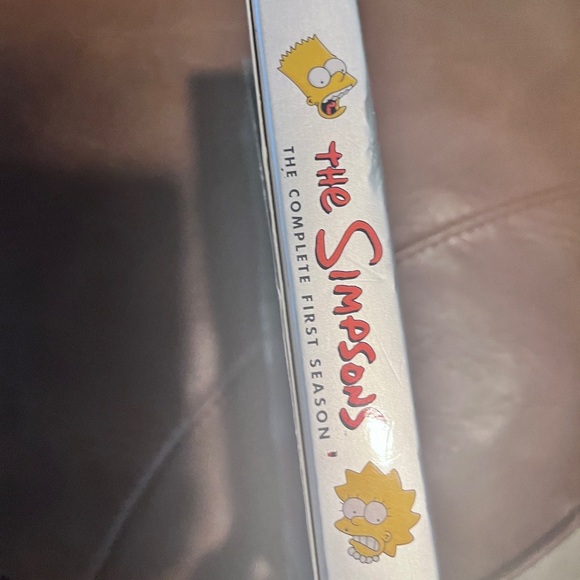 THE SIMPSONS
THE COMPLETE FIRST SEASON